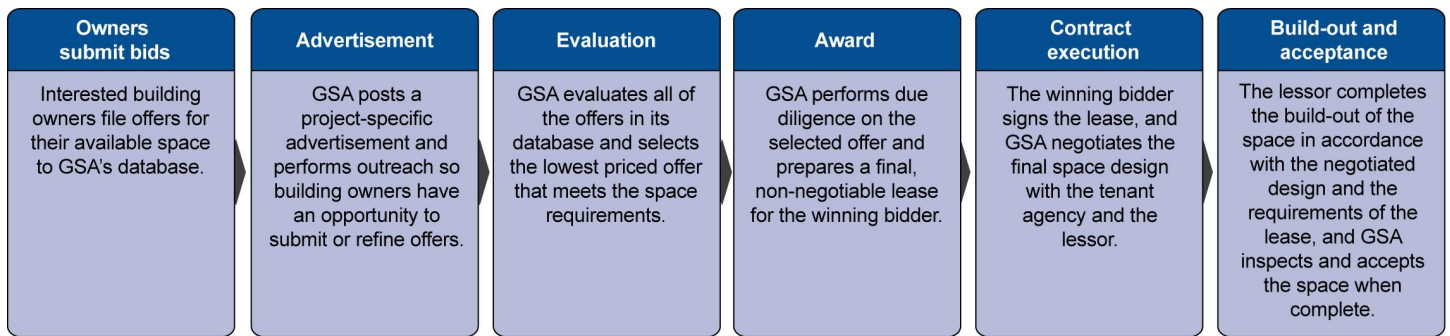 Owners
submit bids
Interested building
owners file offers for
their available space
to GSA's database.
Advertisement
GSA posts a
project-specific
advertisement and
performs outreach so
building owners have
an opportunity to
submit or refine offers.
Evaluation
GSA evaluates all of
the offers in its
database and selects
the lowest priced offer
that meets the space
requirements.
Award
GSA performs due
diligence on the
selected offer and
prepares a final,
non-negotiable lease
for the winning bidder.
Contract
execution
The winning bidder
signs the lease, and
GSA negotiates the
final space design
with the tenant
agency and the
lessor.
Build-out and
acceptance
The lessor completes
the build-out of the
space in accordance
with the negotiated
design and the
requirements of the
lease, and GSA
inspects and accepts
the space when
complete.